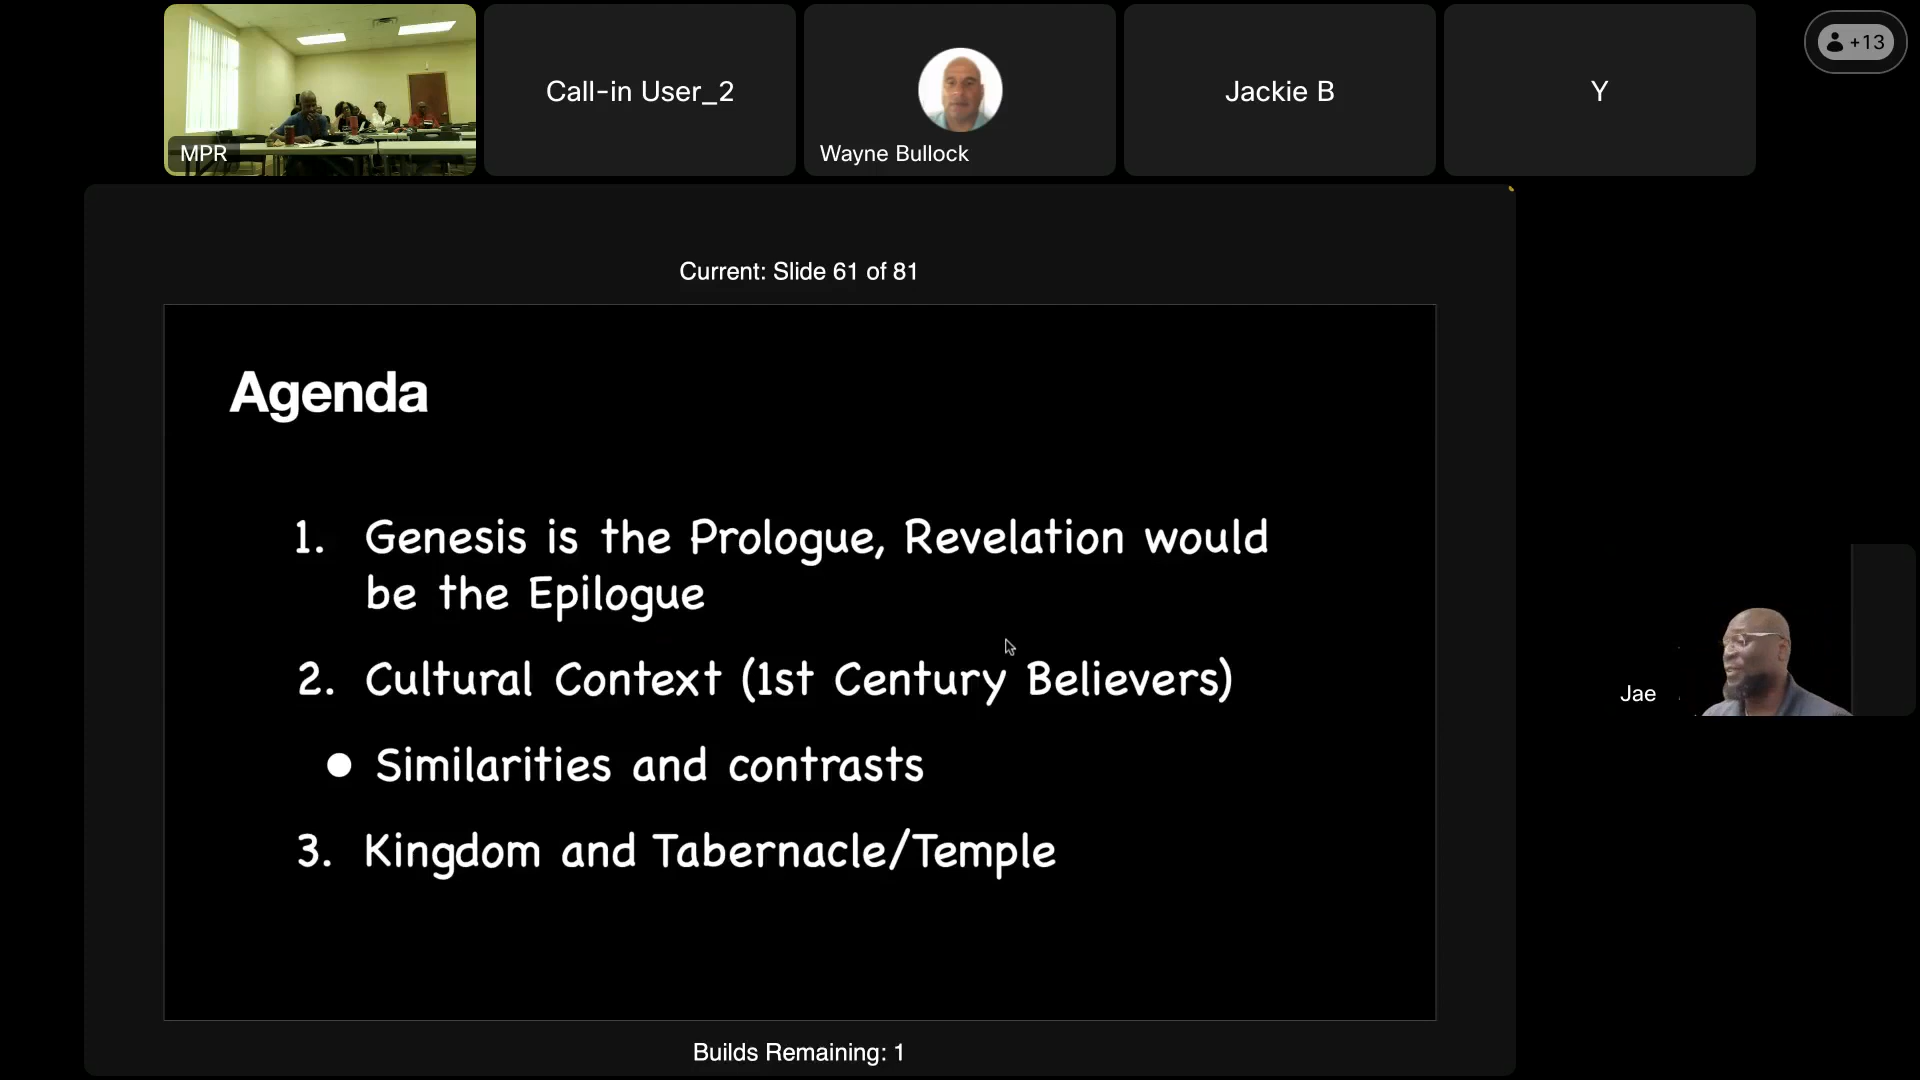 MPR
Call-in User_2
Wayne Bullock
Jackie B
Y
+13
Current: Slide 61 of 81
Agenda
1. Genesis is the Prologue, Revelation would
be the Epilogue
2. Cultural Context (1st Century Believers)
● Similarities and contrasts
3. Kingdom and Tabernacle/Temple
Jae
Builds Remaining: 1